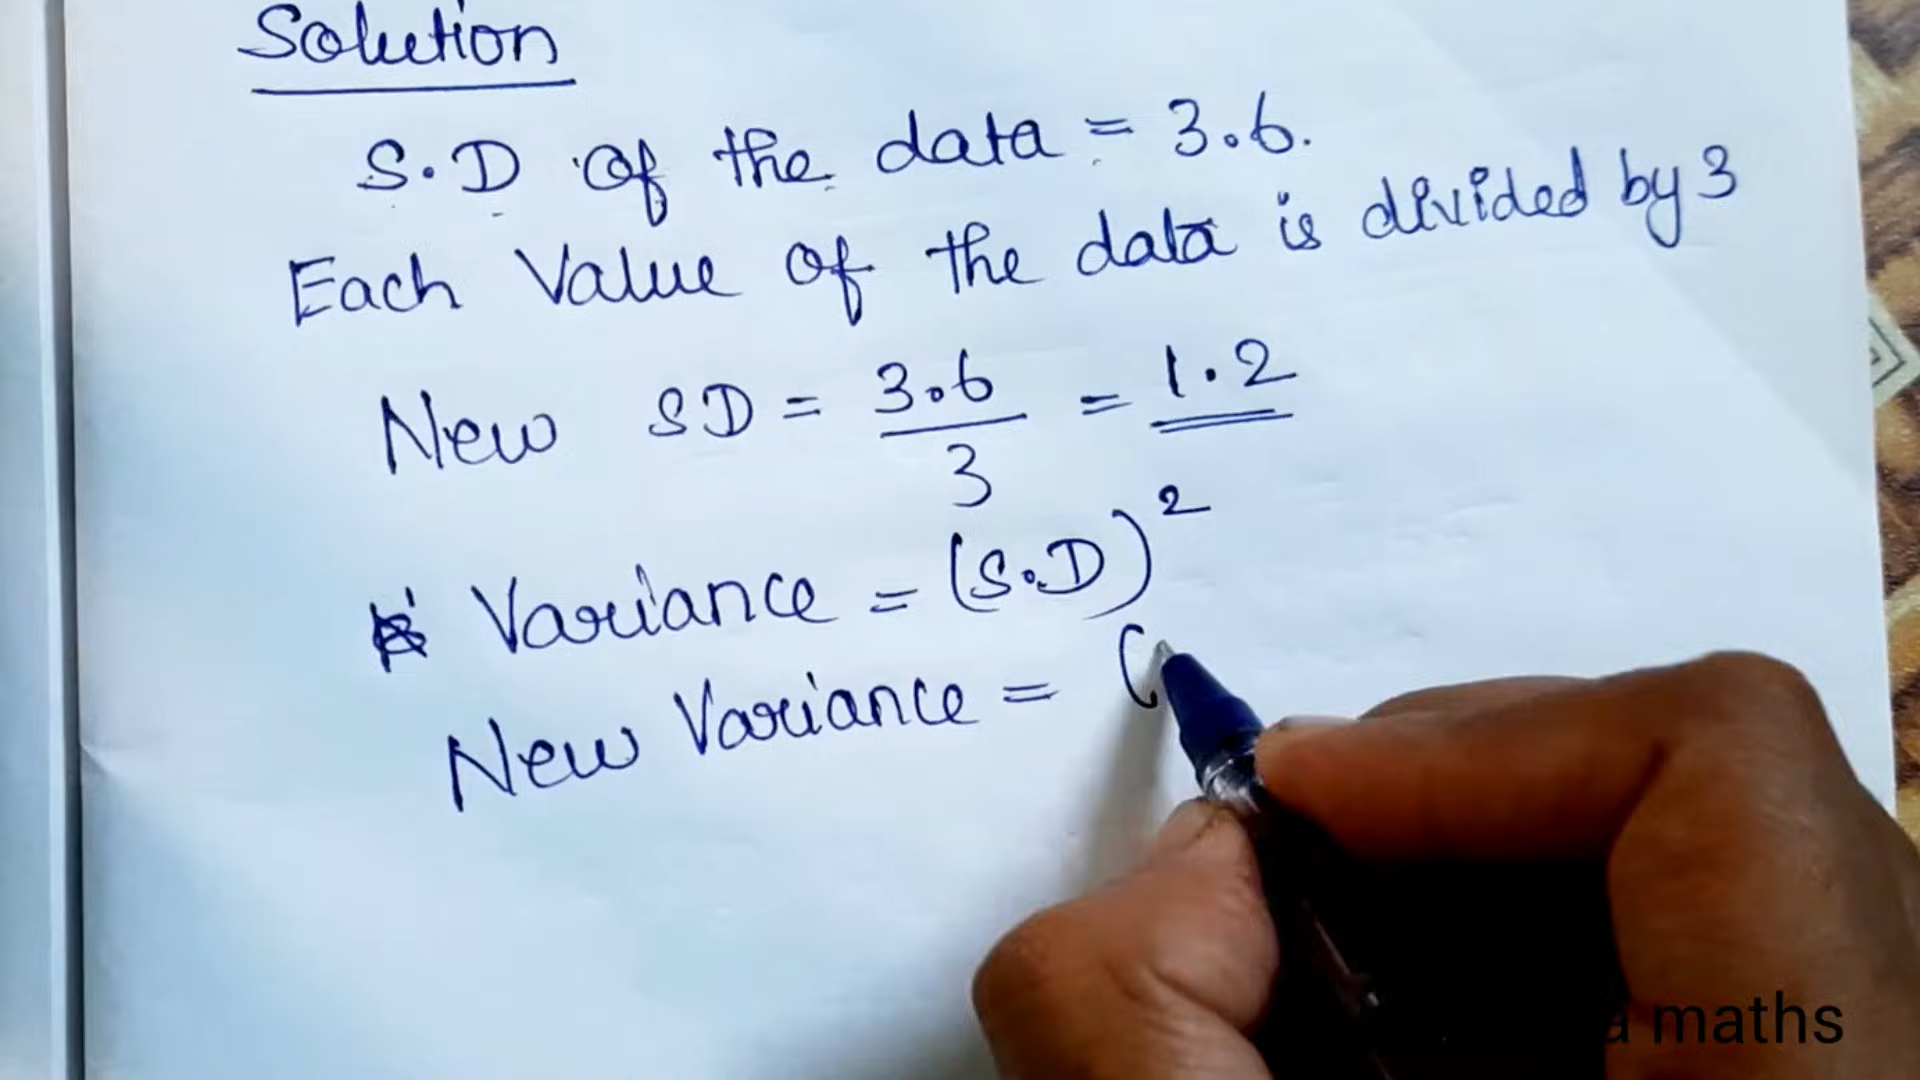 Solution
S.D of the data = 3.6.
Each Value of the data is divided by 3
New SD = 3.6 / 3 = 1.2
Variance = (S.D)²
New Variance = (
maths